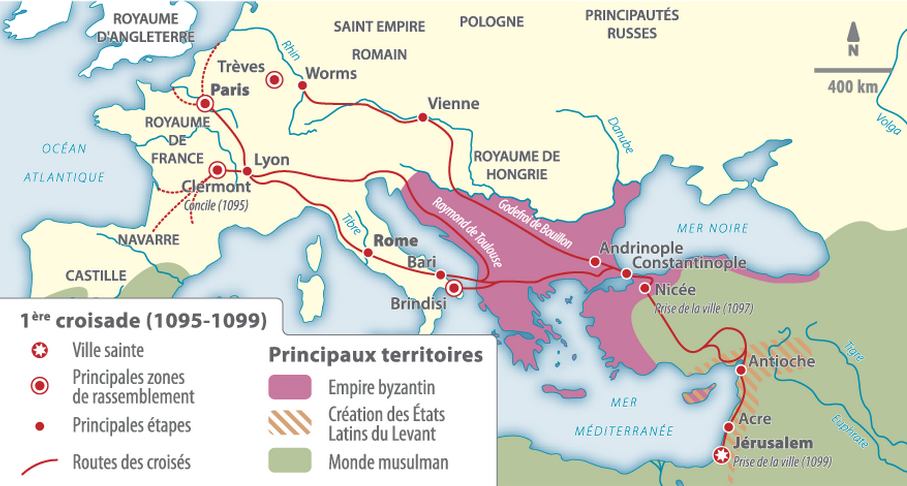 ROYAUME
D'ANGLETERRE
SAINT EMPIRE
ROMAIN
POLOGNE
PRINCIPAUTÉS
RUSSES
N
400 km
Volga
Rhin
Trèves
Worms
Paris
Vienne
Danube
ROYAUME
DE
FRANCE
OCÉAN
ATLANTIQUE
Lyon
Clermont
Concile (1095)
ROYAUME DE
HONGRIE
Godefroi de Bouillon
Raymond de Toulouse
MER NOIRE
NAVARRE
CASTILLE
Tibre
Rome
Bari
Brindisi
Andrinople
Constantinople
Nicée
Prise de la ville (1097)
Antioche
Tigre
Euphrate
MER
MÉDITERRANÉE
Acre
Jérusalem
Prise de la ville (1099)
1ère croisade (1095-1099)
Ville sainte
Principales zones
de rassemblement
Principales étapes
Routes des croisés
Principaux territoires
Empire byzantin
Création des États
Latins du Levant
Monde musulman